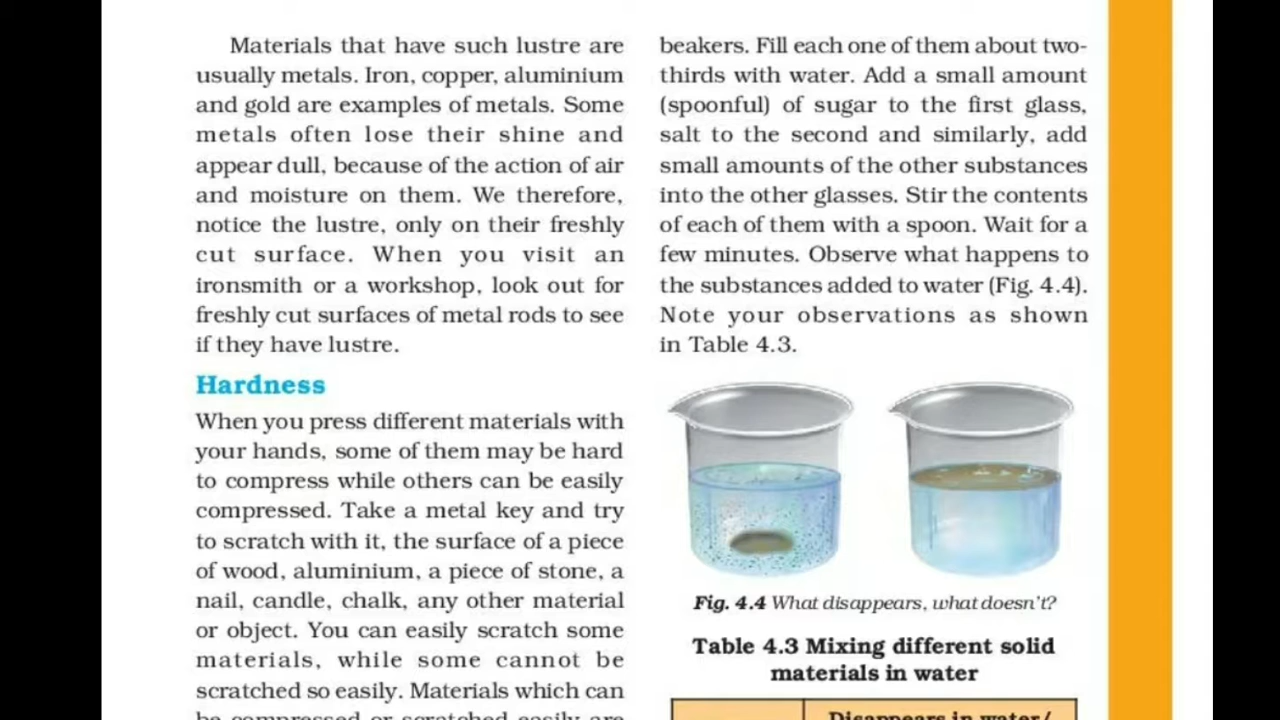 Materials that have such lustre are
usually metals. Iron, copper, aluminium
and gold are examples of metals. Some
metals often lose their shine and
appear dull, because of the action of air
and moisture on them. We therefore,
notice the lustre, only on their freshly
cut surface. When you visit an
ironsmith or a workshop, look out for
freshly cut surfaces of metal rods to see
if they have lustre.
Hardness
When you press different materials with
your hands, some of them may be hard
to compress while others can be easily
compressed. Take a metal key and try
to scratch with it, the surface of a piece
of wood, aluminium, a piece of stone, a
nail, candle, chalk, any other material
or object. You can easily scratch some
materials, while some cannot be
scratched so easily. Materials which can
be compressed or scratched easily are
beakers. Fill each one of them about two-
thirds with water. Add a small amount
(spoonful) of sugar to the first glass,
salt to the second and similarly, add
small amounts of the other substances
into the other glasses. Stir the contents
of each of them with a spoon. Wait for a
few minutes. Observe what happens to
the substances added to water (Fig. 4.4).
Note your observations as shown
in Table 4.3.
Fig. 4.4 What disappears, what doesn't?
Table 4.3 Mixing different solid
materials in water
Disappears in water/